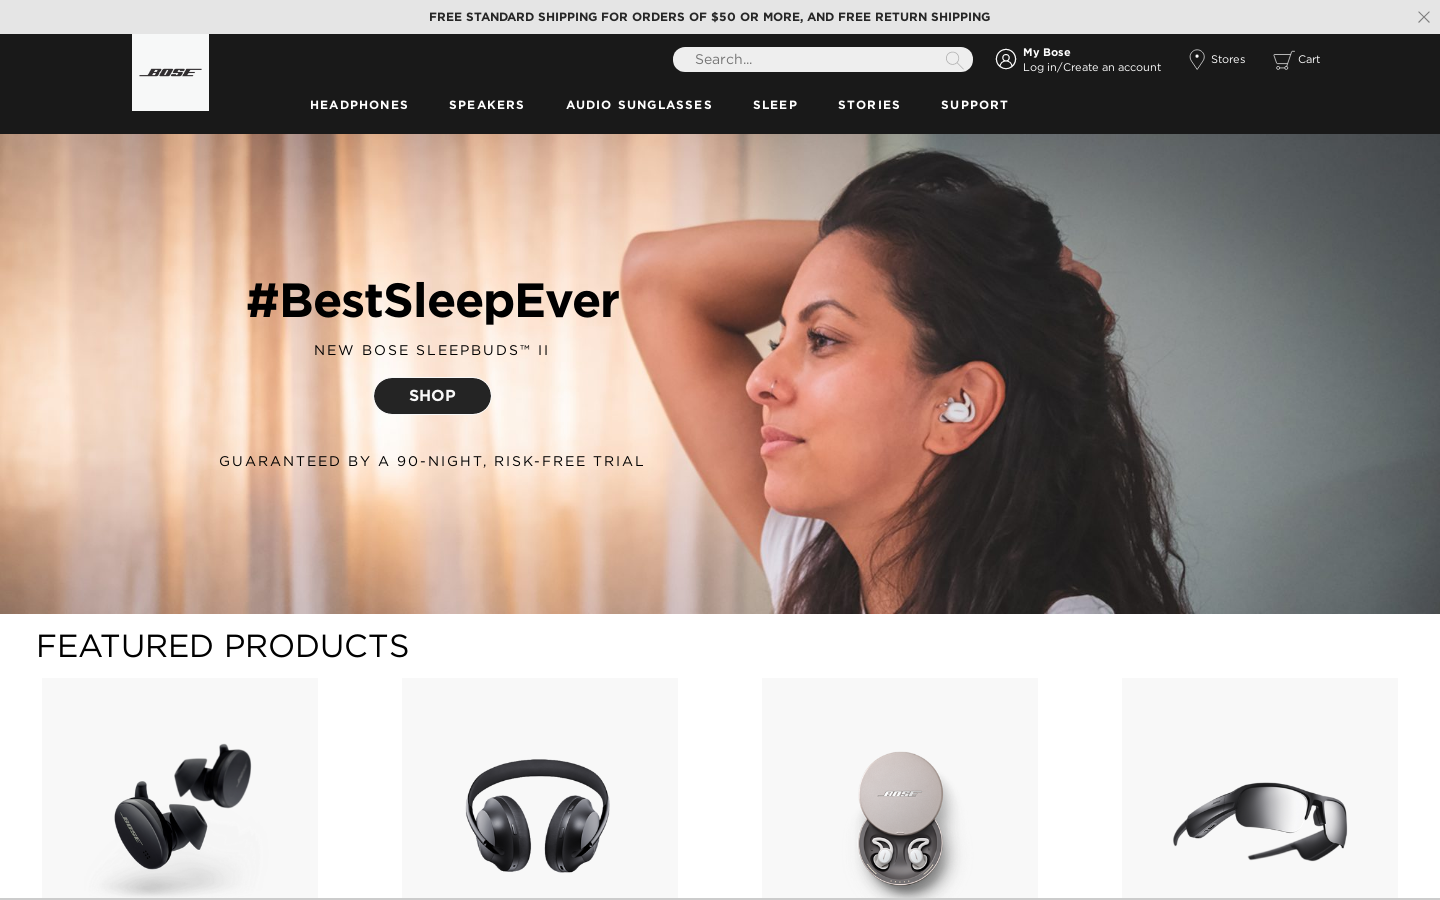 FREE STANDARD SHIPPING FOR ORDERS OF $50 OR MORE, AND FREE RETURN SHIPPING
BOSE
Search...
My Bose
Log in/Create an account
Stores
Cart
HEADPHONES
SPEAKERS
AUDIO SUNGLASSES
SLEEP
STORIES
SUPPORT
#BestSleepEver
NEW BOSE SLEEPBUDS™ II
SHOP
GUARANTEED BY A 90-NIGHT, RISK-FREE TRIAL
FEATURED PRODUCTS
BOSE
BOSE